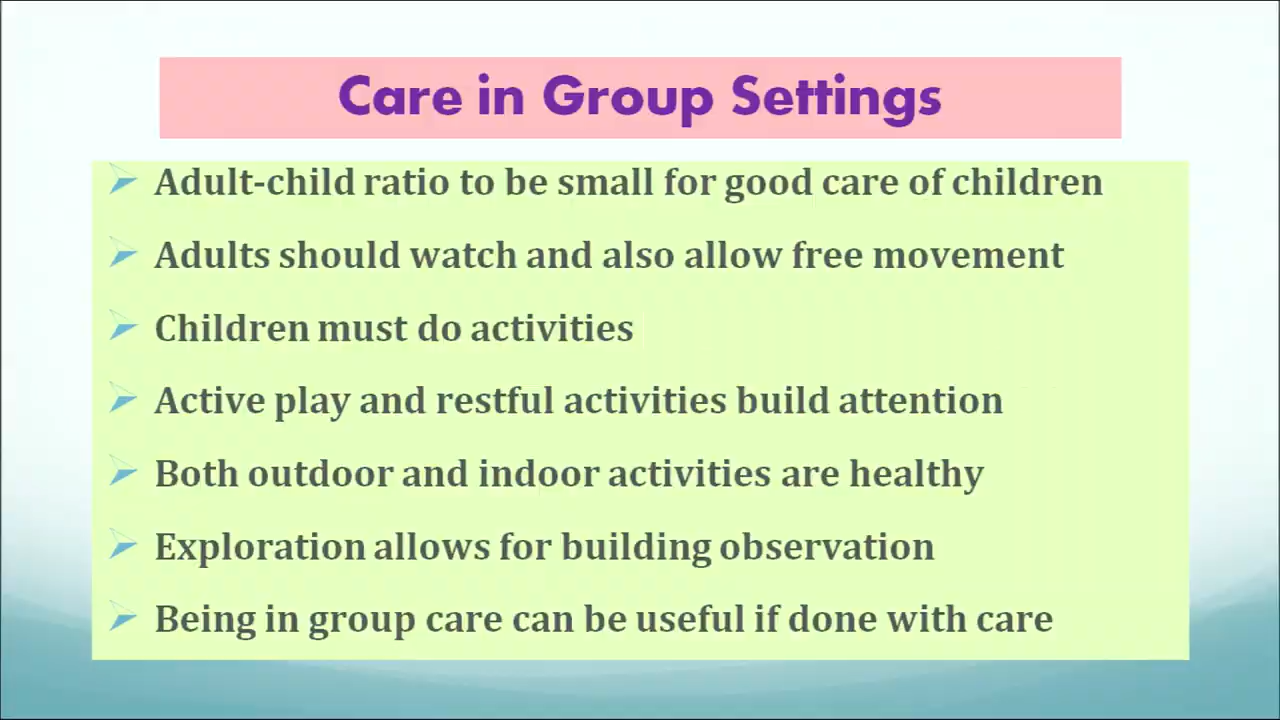 Care in Group Settings
Adult-child ratio to be small for good care of children
Adults should watch and also allow free movement
Children must do activities
Active play and restful activities build attention
Both outdoor and indoor activities are healthy
Exploration allows for building observation
Being in group care can be useful if done with care